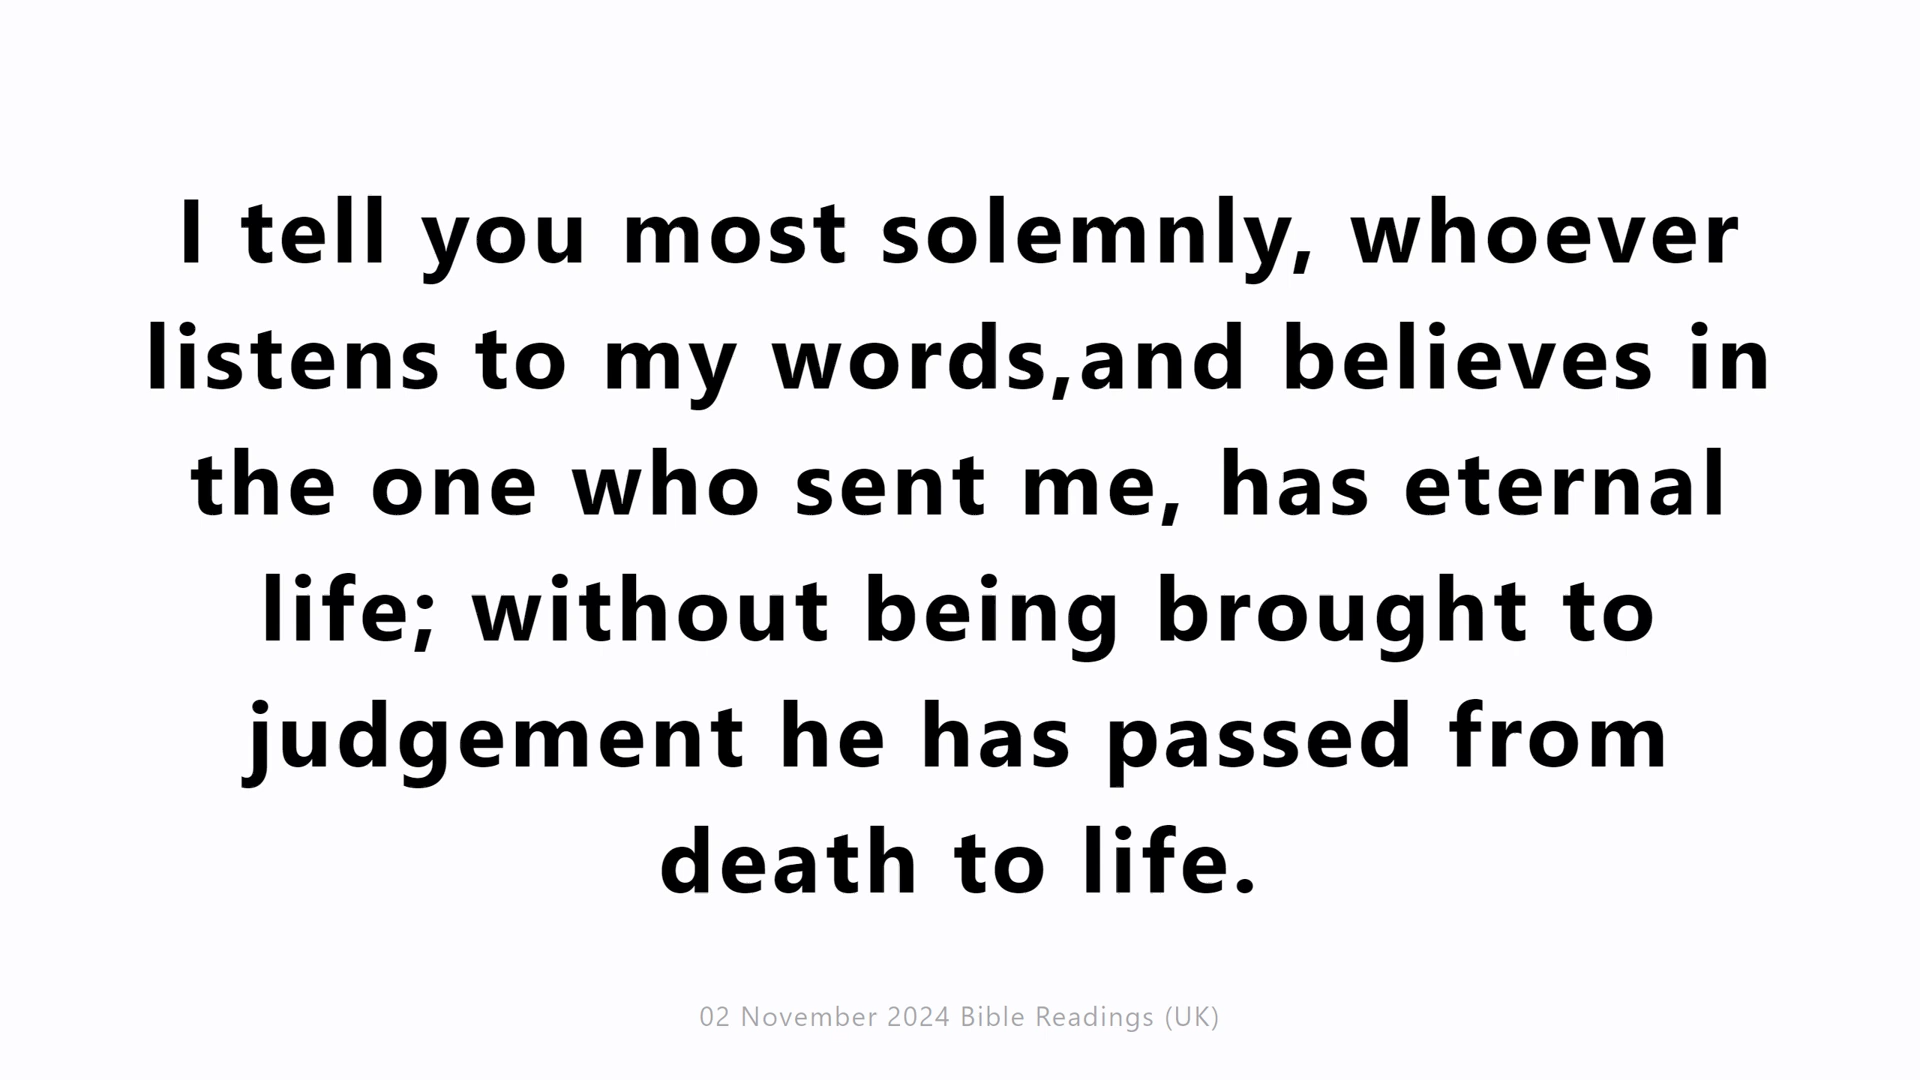 I tell you most solemnly, whoever
listens to my words,and believes in
the one who sent me, has eternal
life; without being brought to
judgement he has passed from
death to life.
02 November 2024 Bible Readings (UK)